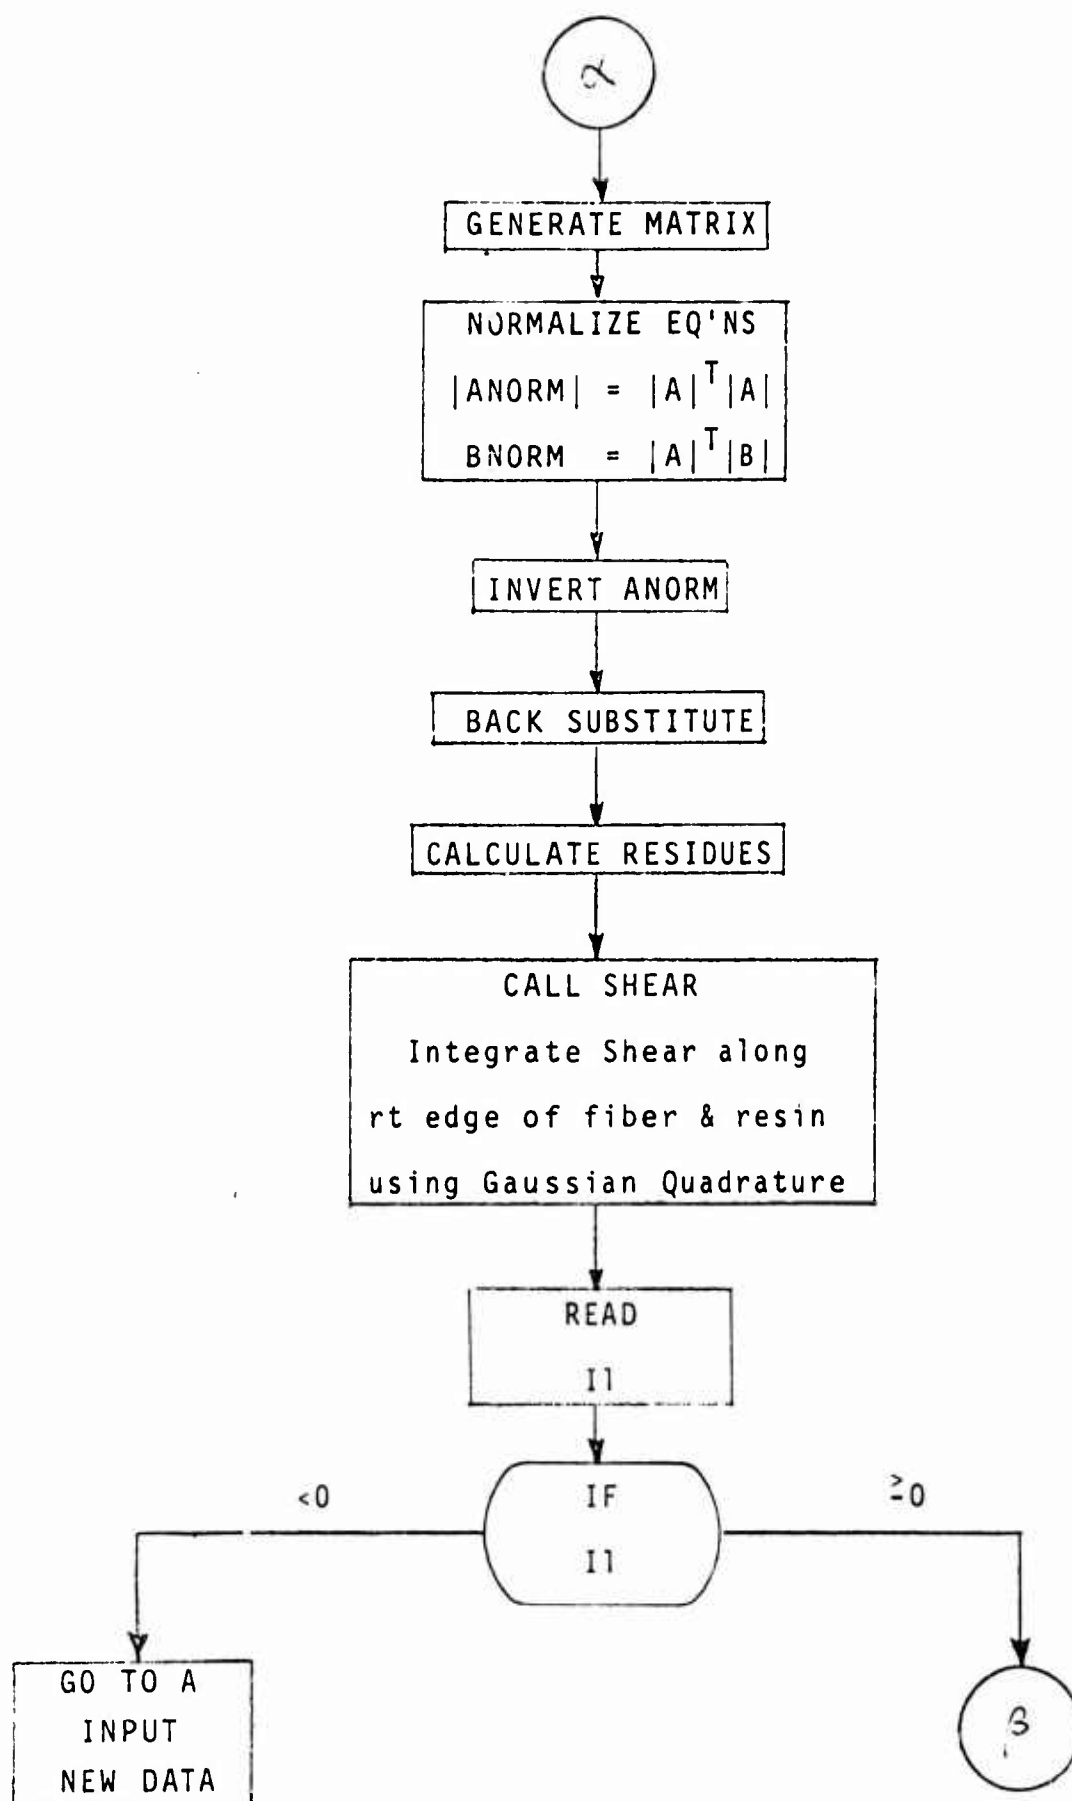 α
GENERATE MATRIX
NORMALIZE EQ'NS
|ANORM| = |A|ᵀ|A|
BNORM = |A|ᵀ|B|
INVERT ANORM
BACK SUBSTITUTE
CALCULATE RESIDUES
CALL SHEAR
Integrate Shear along
rt edge of fiber & resin
using Gaussian Quadrature
READ
I1
<0
IF
≥0
I1
GO TO A
INPUT
NEW DATA
β